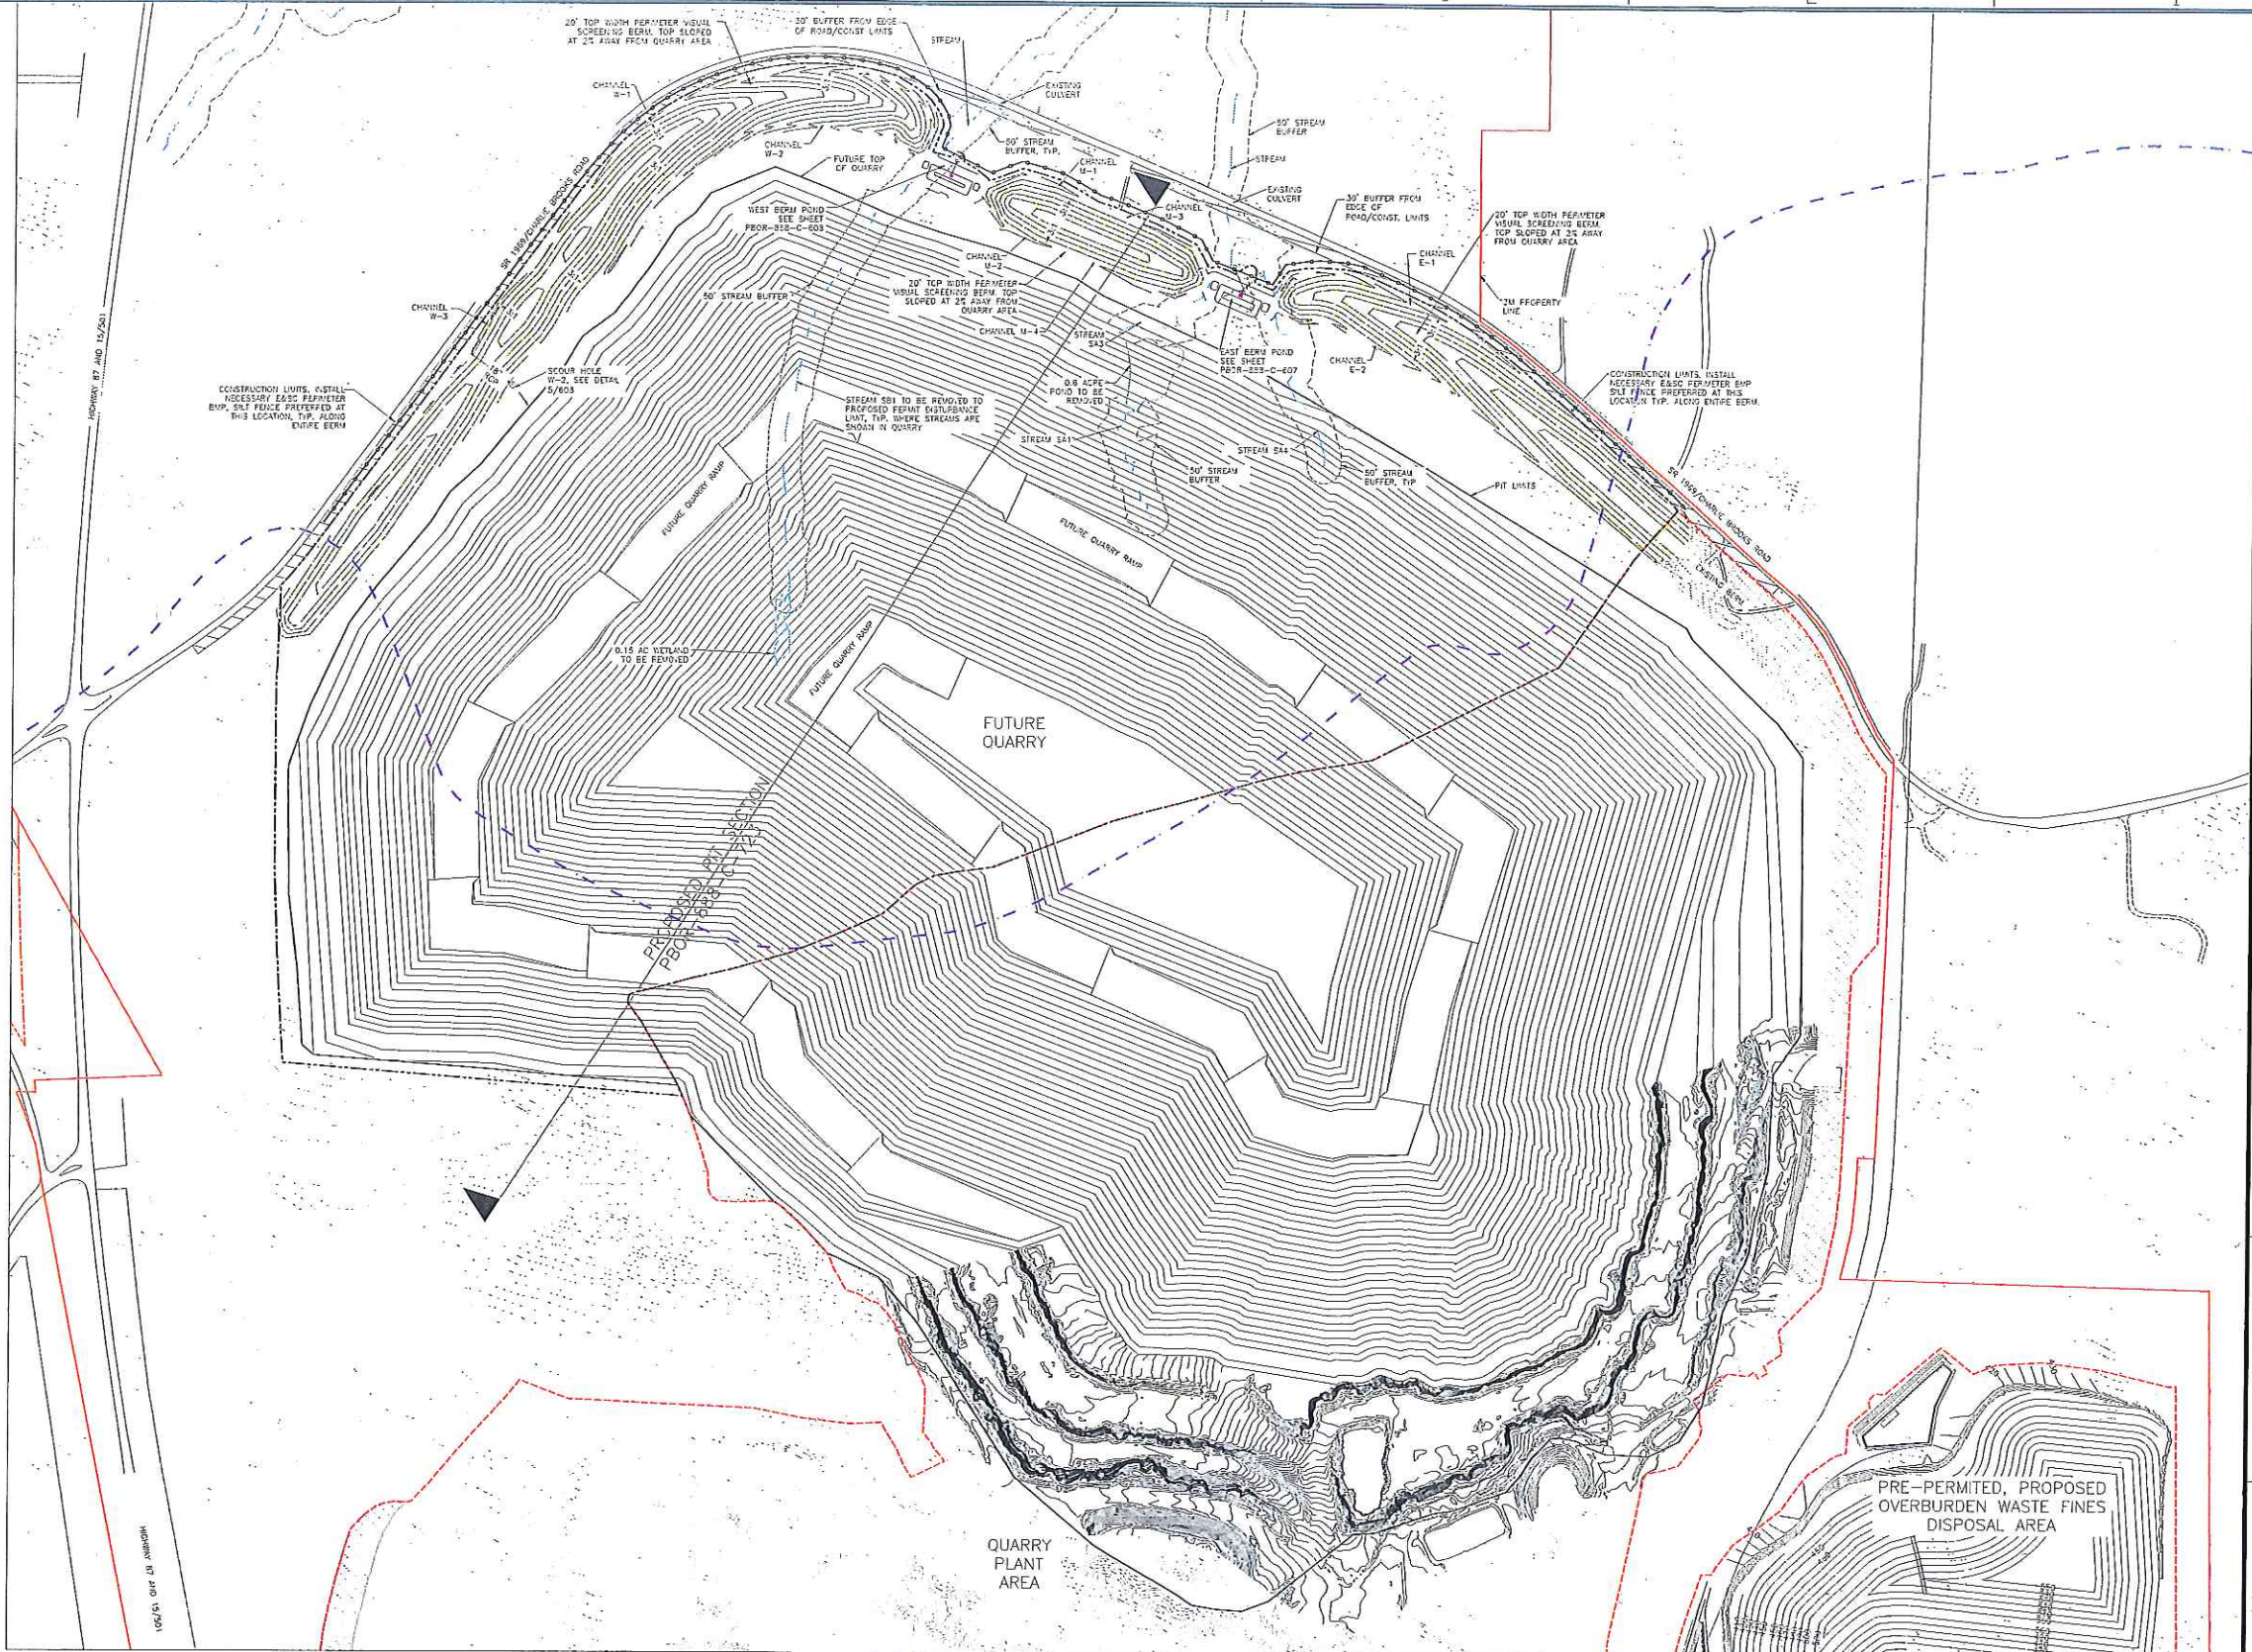 20' TOP WIDTH PERIMETER VISUAL
SCREENING BERM. TOP SLOPED
AT 2% AWAY FROM QUARRY AREA
30' BUFFER FROM EDGE
OF ROAD/CONST LIMITS
STREAM
CHANNEL
W-1
EXISTING
CULVERT
50' STREAM
BUFFER
CHANNEL
W-2
50' STREAM
BUFFER, TYP.
FUTURE TOP
OF QUARRY
CHANNEL
M-1
STREAM
EXISTING
CULVERT
SR 1969/CHARLIE BROOKS ROAD
WEST BERM POND
SEE SHEET
PBOR-888-C-603
CHANNEL
M-3
30' BUFFER FROM
EDGE OF
ROAD/CONST. LIMITS
20' TOP WIDTH PERIMETER
VISUAL SCREENING BERM.
TOP SLOPED AT 2% AWAY
FROM QUARRY AREA
CHANNEL
E-1
CHANNEL
M-2
20' TOP WIDTH PERIMETER
VISUAL SCREENING BERM. TOP
SLOPED AT 2% AWAY FROM
QUARRY AREA
50' STREAM BUFFER
3M PROPERTY
LINE
CHANNEL
W-3
CHANNEL M-4
STREAM
SA3
HIGHWAY 87 AND 15/501
EAST BERM POND
SEE SHEET
PBOR-888-C-607
CHANNEL
E-2
SCOUR HOLE
W-2, SEE DETAIL
5/603
CONSTRUCTION LIMITS. INSTALL
NECESSARY E&SC PERIMETER
BMP, SILT FENCE PREFERRED AT
THIS LOCATION, TYP. ALONG
ENTIRE BERM
0.6 ACRE
POND TO BE
REMOVED
CONSTRUCTION LIMITS. INSTALL
NECESSARY E&SC PERIMETER BMP
SILT FENCE PREFERRED AT THIS
LOCATION TYP. ALONG ENTIRE BERM.
STREAM SB1 TO BE REMOVED TO
PROPOSED PERMIT DISTURBANCE
LIMIT, TYP. WHERE STREAMS ARE
SHOWN IN QUARRY
STREAM SA1
STREAM SA4
50' STREAM
BUFFER
50' STREAM
BUFFER, TYP
PIT LIMITS
FUTURE QUARRY RAMP
FUTURE QUARRY RAMP
SR 1969/CHARLIE BROOKS ROAD
EXISTING BERM
0.15 AC WETLAND
TO BE REMOVED
FUTURE QUARRY RAMP
FUTURE
QUARRY
PROPOSED PIT SECTION
PBOR-888-C-723
PRE-PERMITED, PROPOSED
OVERBURDEN WASTE FINES
DISPOSAL AREA
QUARRY
PLANT
AREA
HIGHWAY 87 AND 15/501